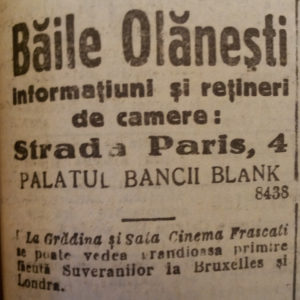 Băile Olănești
Informațiuni și rețineri
de camere:
Strada Paris, 4
PALATUL BANCII BLANK
8438
La Grădina și Sala Cinema Frascati
se poate vedea grandioasa primire
făcută Suveranilor la Bruxelles și
Londra.